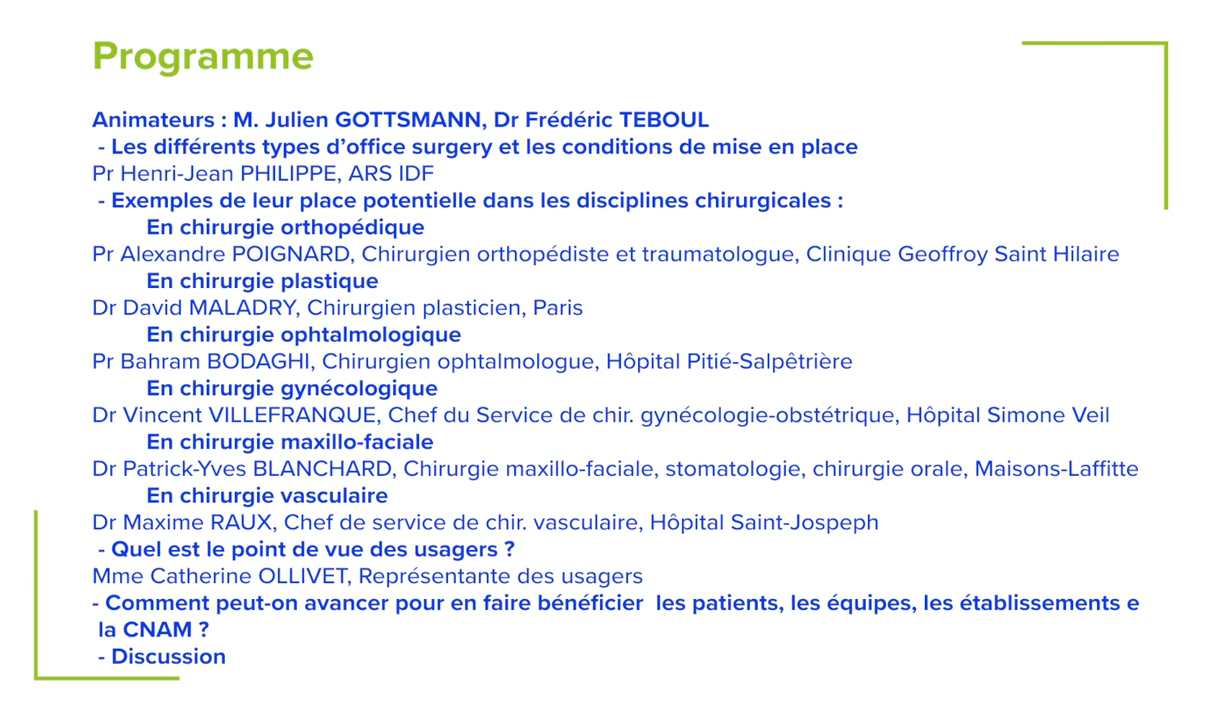 Programme
Animateurs : M. Julien GOTTSMANN, Dr Frédéric TEBOUL
- Les différents types d’office surgery et les conditions de mise en place
Pr Henri-Jean PHILIPPE, ARS IDF
- Exemples de leur place potentielle dans les disciplines chirurgicales :
En chirurgie orthopédique
Pr Alexandre POIGNARD, Chirurgien orthopédiste et traumatologue, Clinique Geoffroy Saint Hilaire
En chirurgie plastique
Dr David MALADRY, Chirurgien plasticien, Paris
En chirurgie ophtalmologique
Pr Bahram BODAGHI, Chirurgien ophtalmologue, Hôpital Pitié-Salpêtrière
En chirurgie gynécologique
Dr Vincent VILLEFRANQUE, Chef du Service de chir. gynécologie-obstétrique, Hôpital Simone Veil
En chirurgie maxillo-faciale
Dr Patrick-Yves BLANCHARD, Chirurgie maxillo-faciale, stomatologie, chirurgie orale, Maisons-Laffitte
En chirurgie vasculaire
Dr Maxime RAUX, Chef de service de chir. vasculaire, Hôpital Saint-Jospeph
- Quel est le point de vue des usagers ?
Mme Catherine OLLIVET, Représentante des usagers
- Comment peut-on avancer pour en faire bénéficier  les patients, les équipes, les établissements e
la CNAM ?
- Discussion